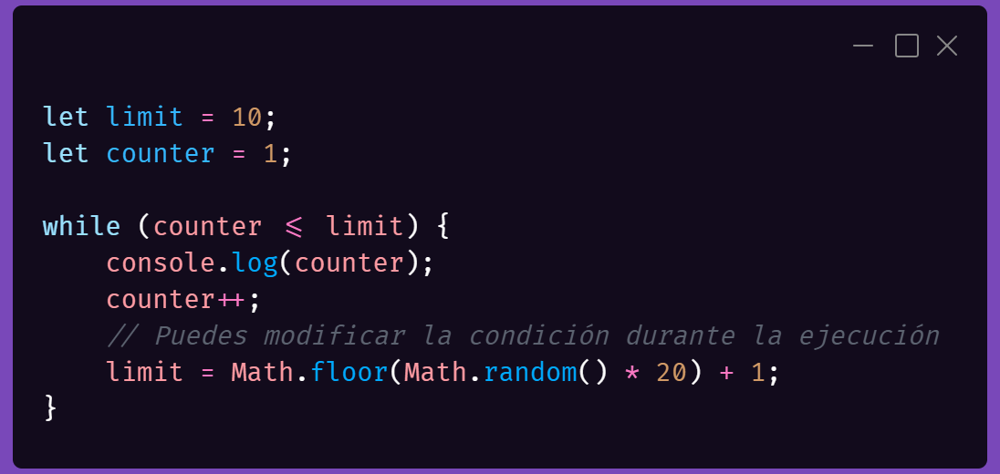 let limit = 10;
let counter = 1;
while (counter <= limit) {
console.log(counter);
counter++;
// Puedes modificar la condición durante la ejecución
limit = Math.floor(Math.random() * 20) + 1;
}